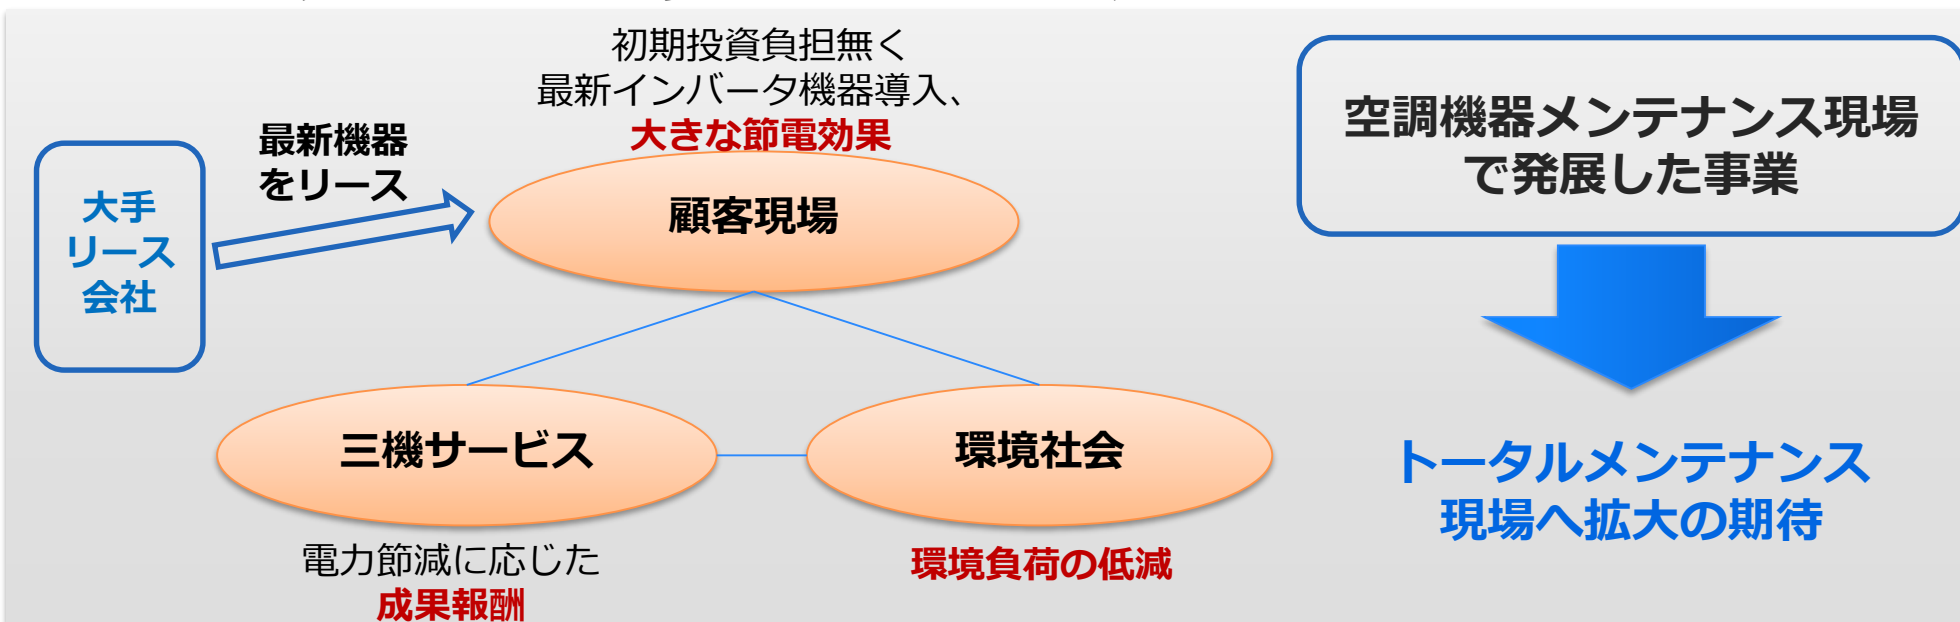 初期投資負担無く
最新インバータ機器導入、
大きな節電効果
最新機器
をリース
大手
リース
会社
顧客現場
三機サービス
環境社会
電力節減に応じた
成果報酬
環境負荷の低減
空調機器メンテナンス現場
で発展した事業
トータルメンテナンス
現場へ拡大の期待